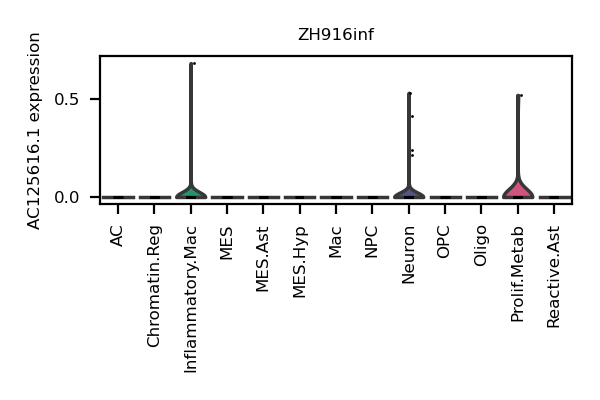 ZH916inf
AC125616.1 expression
0.5
0.0
AC
Chromatin.Reg
Inflammatory.Mac
MES
MES.Ast
MES.Hyp
Mac
NPC
Neuron
OPC
Oligo
Prolif.Metab
Reactive.Ast